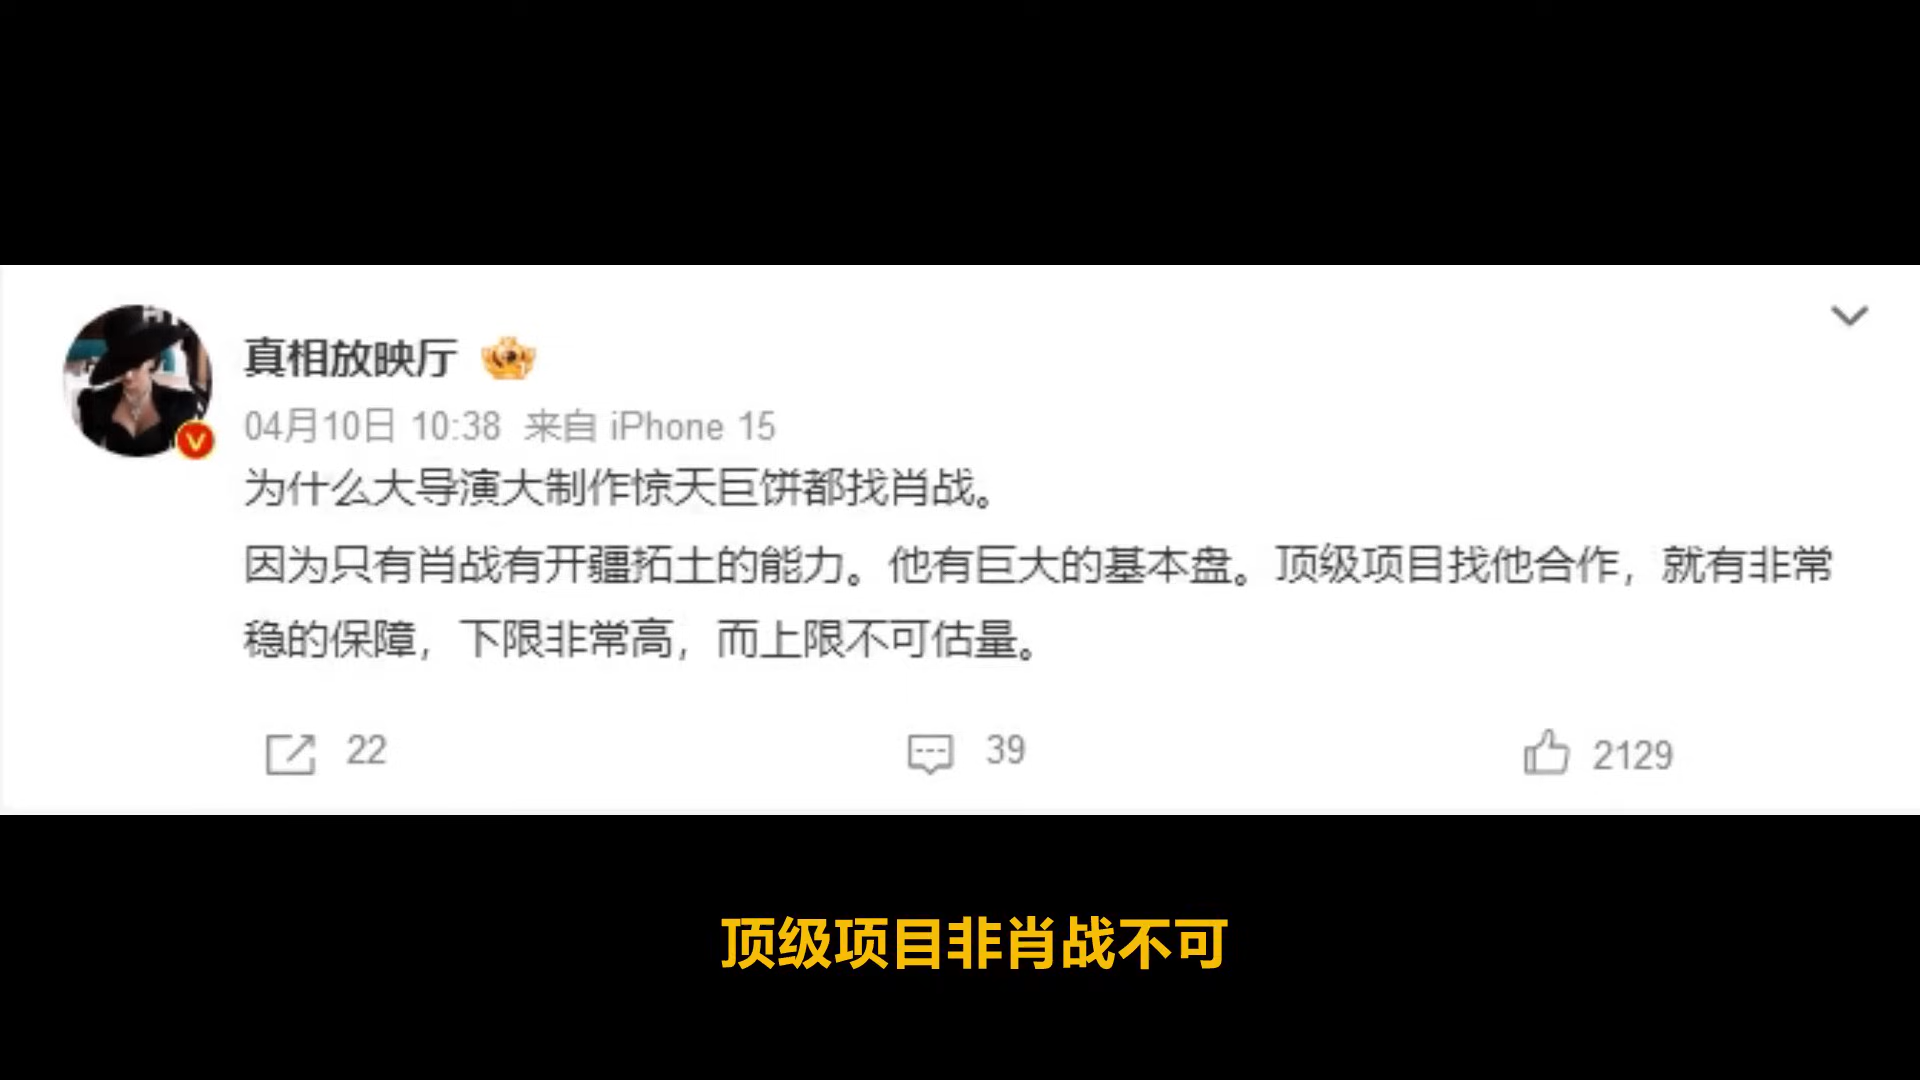 真相放映厅
04月10日 10:38 来自 iPhone 15
为什么大导演大制作惊天巨饼都找肖战。
因为只有肖战有开疆拓土的能力。他有巨大的基本盘。顶级项目找他合作，就有非常
稳的保障，下限非常高，而上限不可估量。
22
39
2129
顶级项目非肖战不可